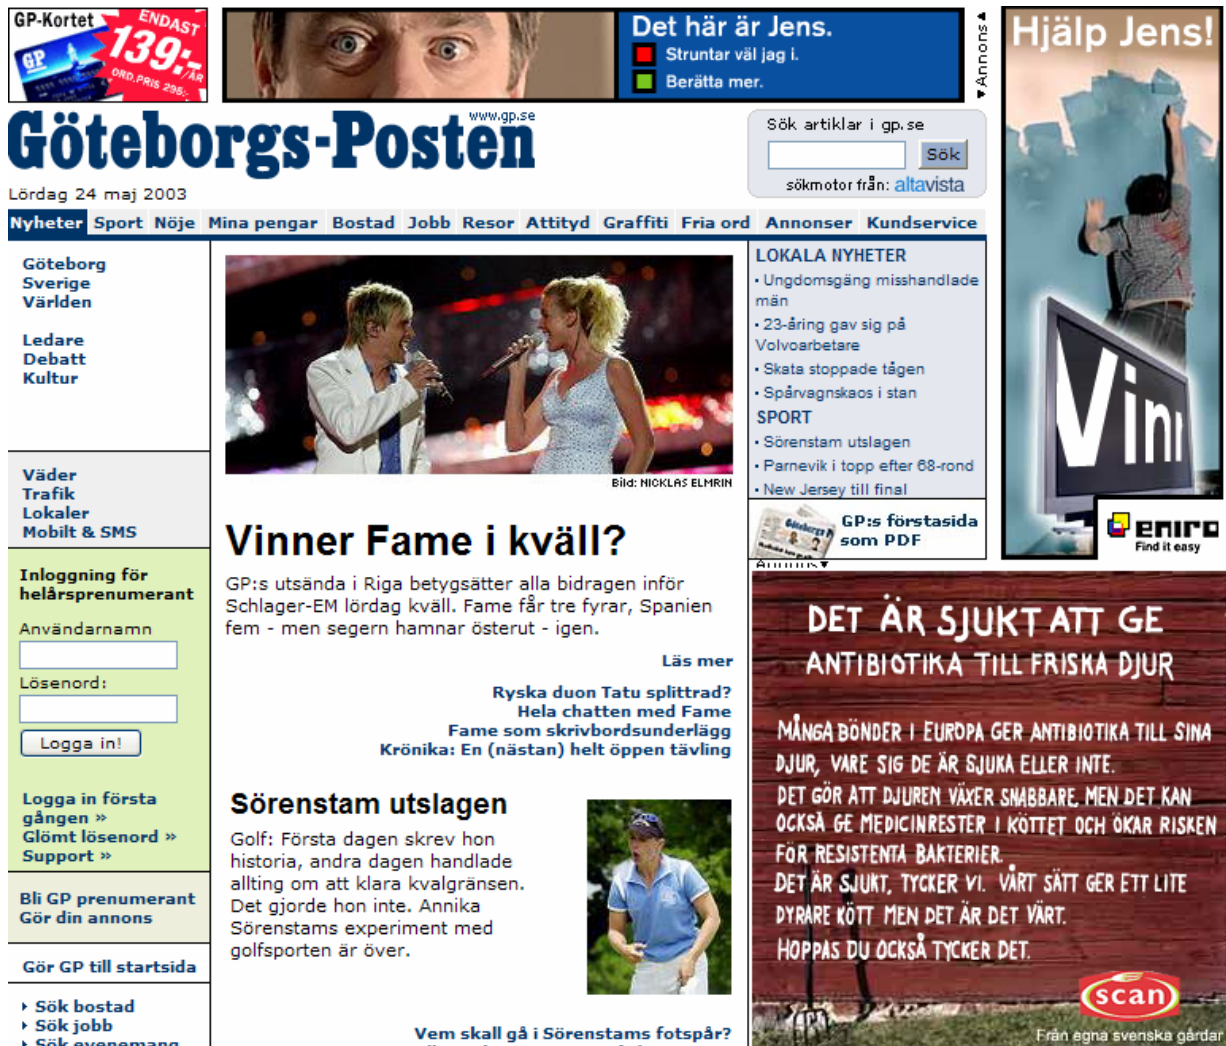 GP-Kortet
ENDAST
139:-
/ÅR
ORD.PRIS 295:-
GP
Det här är Jens.
Struntar väl jag i.
Berätta mer.
▼Annons▲
Hjälp Jens!
Vinr
eniro
Find it easy
www.gp.se
Göteborgs-Posten
Lördag 24 maj 2003
Sök artiklar i gp.se
Sök
sökmotor från: altavista
Nyheter Sport Nöje Mina pengar Bostad Jobb Resor Attityd Graffiti Fria ord Annonser Kundservice
Göteborg
Sverige
Världen
Ledare
Debatt
Kultur
Väder
Trafik
Lokaler
Mobilt & SMS
Inloggning för
helårsprenumerant
Användarnamn
Lösenord:
Logga in!
Logga in första
gången »
Glömt lösenord »
Support »
Bli GP prenumerant
Gör din annons
Gör GP till startsida
Sök bostad
Sök jobb
Sök evenemang
Bild: NICKLAS ELMRIN
Vinner Fame i kväll?
GP:s utsända i Riga betygsätter alla bidragen inför
Schlager-EM lördag kväll. Fame får tre fyrar, Spanien
fem - men segern hamnar österut - igen.
Läs mer
Ryska duon Tatu splittrad?
Hela chatten med Fame
Fame som skrivbordsunderlägg
Krönika: En (nästan) helt öppen tävling
Sörenstam utslagen
Golf: Första dagen skrev hon
historia, andra dagen handlade
allting om att klara kvalgränsen.
Det gjorde hon inte. Annika
Sörenstams experiment med
golfsporten är över.
Vem skall gå i Sörenstams fotspår?
LOKALA NYHETER
• Ungdomsgäng misshandlade
män
• 23-åring gav sig på
Volvoarbetare
• Skata stoppade tågen
• Spårvagnskaos i stan
SPORT
• Sörenstam utslagen
• Parnevik i topp efter 68-rond
• New Jersey till final
GP:s förstasida
som PDF
Annons▼
DET ÄR SJUKT ATT GE
ANTIBIOTIKA TILL FRISKA DJUR
MÅNGA BÖNDER I EUROPA GER ANTIBIOTIKA TILL SINA
DJUR, VARE SIG DE ÄR SJUKA ELLER INTE.
DET GÖR ATT DJUREN VÄXER SNABBARE, MEN DET KAN
OCKSÅ GE MEDICINRESTER I KÖTTET OCH ÖKAR RISKEN
FÖR RESISTENTA BAKTERIER.
DET ÄR SJUKT, TYCKER VI. VÅRT SÄTT GER ETT LITE
DYRARE KÖTT MEN DET ÄR DET VÄRT.
HOPPAS DU OCKSÅ TYCKER DET.
scan
Från egna svenska gårdar